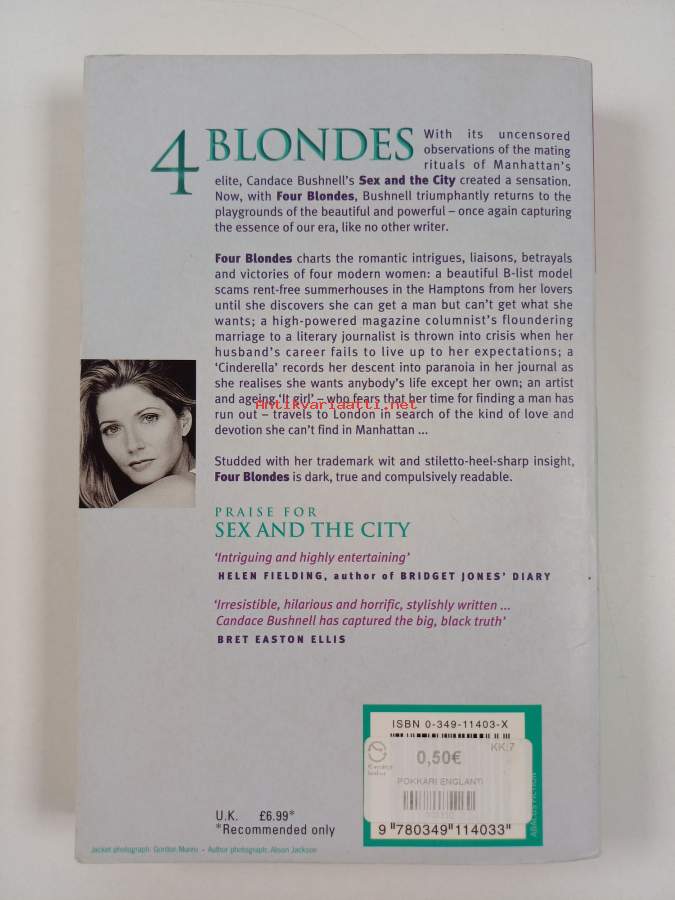 4 BLONDES
With its uncensored
observations of the mating
rituals of Manhattan's
elite, Candace Bushnell's Sex and the City created a sensation.
Now, with Four Blondes, Bushnell triumphantly returns to the
playgrounds of the beautiful and powerful – once again capturing
the essence of our era, like no other writer.
Four Blondes charts the romantic intrigues, liaisons, betrayals
and victories of four modern women: a beautiful B-list model
scams rent-free summerhouses in the Hamptons from her lovers
until she discovers she can get a man but can't get what she
wants; a high-powered magazine columnist's floundering
marriage to a literary journalist is thrown into crisis when her
husband's career fails to live up to her expectations; a
'Cinderella' records her descent into paranoia in her journal as
she realises she wants anybody's life except her own; an artist
and ageing 'It girl' – who fears that her time for finding a man has
Antikvariaatti.net
run out – travels to London in search of the kind of love and
devotion she can't find in Manhattan ...
Studded with her trademark wit and stiletto-heel-sharp insight,
Four Blondes is dark, true and compulsively readable.
PRAISE FOR
SEX AND THE CITY
'Intriguing and highly entertaining'
HELEN FIELDING, author of BRIDGET JONES' DIARY
'Irresistible, hilarious and horrific, stylishly written ...
Candace Bushnell has captured the big, black truth'
BRET EASTON ELLIS
ISBN 0-349-11403-X
KK:7
0,50€
POKKARI ENGLANTI
9 780349 114033
ABACUS FICTION
U.K. £6.99*
*Recommended only
Jacket photograph: Gordon Munro – Author photograph: Alison Jackson